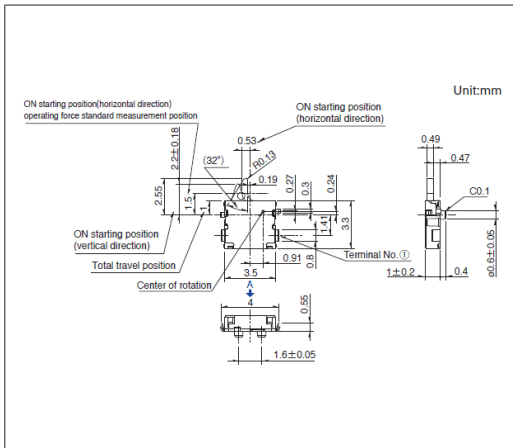 Unit:mm
ON starting position(horizontal direction)
operating force standard measurement position
ON starting position
(horizontal direction)
0.53
2.2±0.18
(32°)
R0.13
0.19
2.55
1.5
1
0.27
0.3
0.24
1.41
3.3
0.8
0.91
ON starting position
(vertical direction)
Total travel position
Center of rotation
Terminal No.①
3.5
A
4
0.55
1.6±0.05
0.49
0.47
C0.1
ø0.6±0.05
1±0.2
0.4